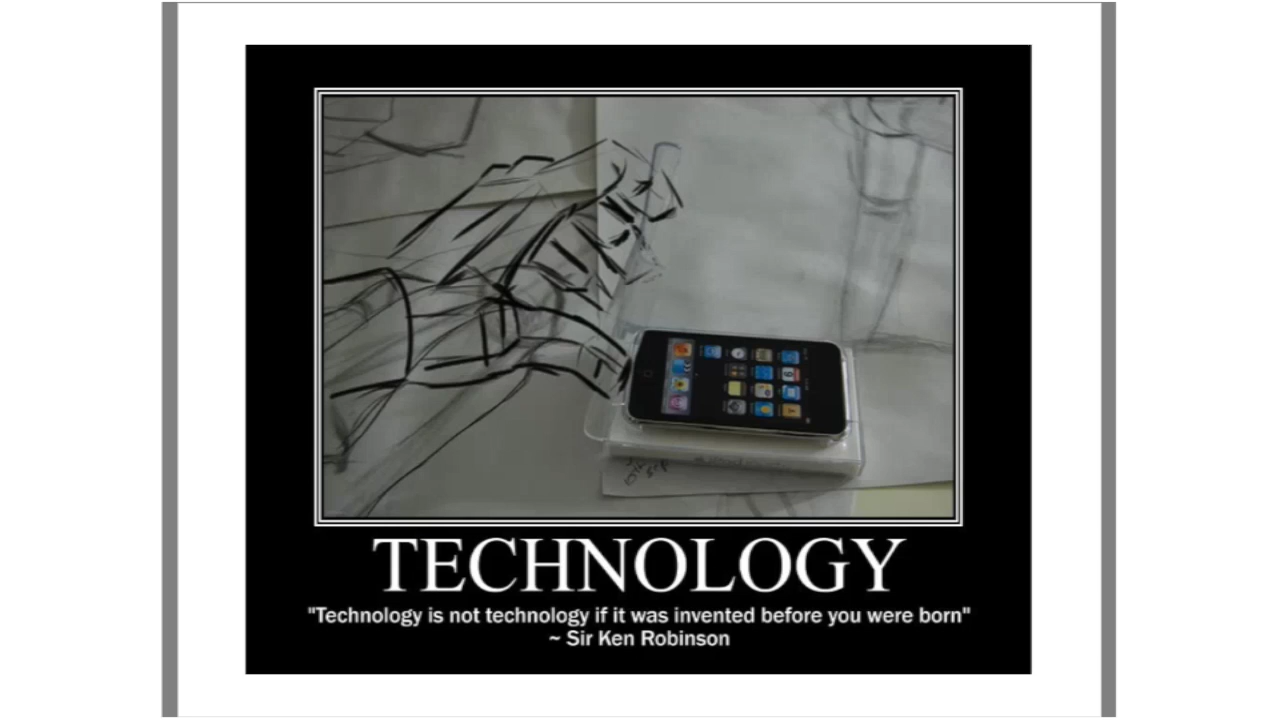 TECHNOLOGY
"Technology is not technology if it was invented before you were born"
~ Sir Ken Robinson